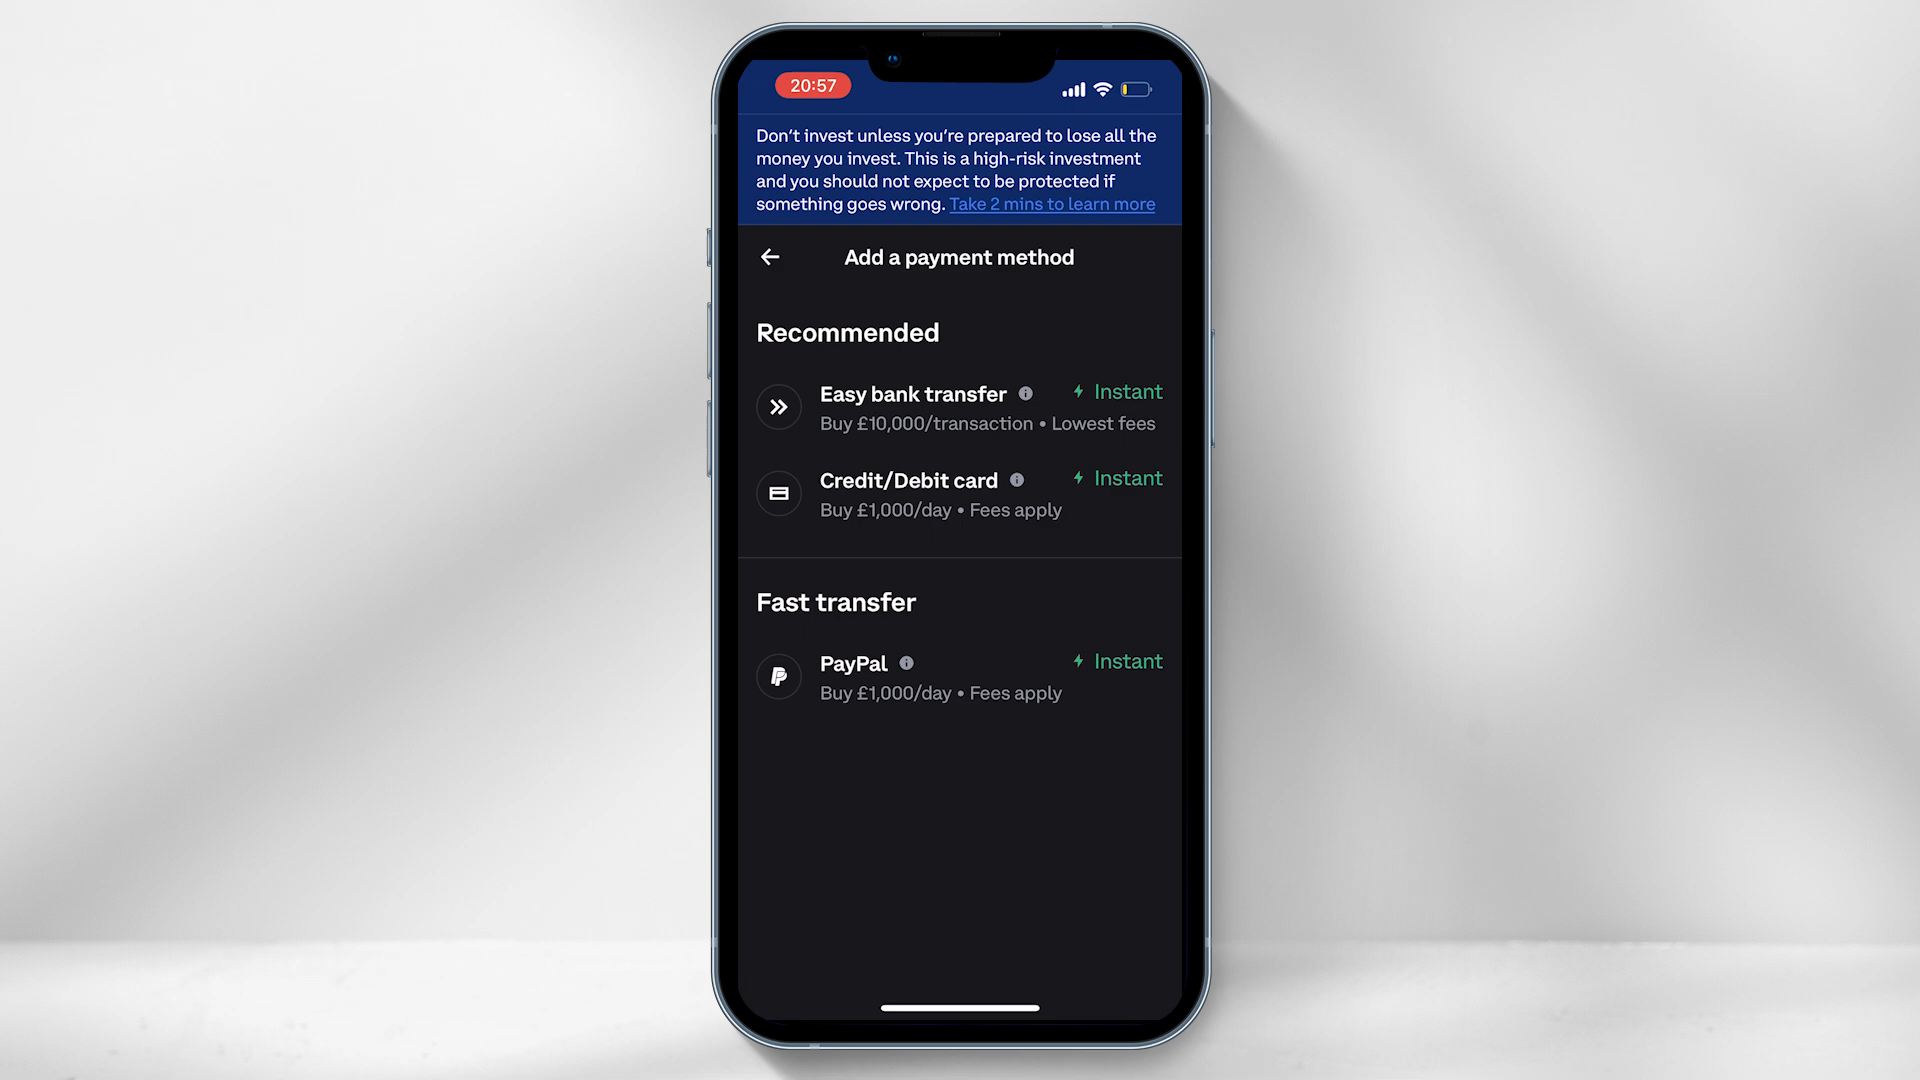 20:57
Don't invest unless you're prepared to lose all the
money you invest. This is a high-risk investment
and you should not expect to be protected if
something goes wrong. Take 2 mins to learn more
Add a payment method
Recommended
Easy bank transfer Instant
Buy £10,000/transaction • Lowest fees
Credit/Debit card Instant
Buy £1,000/day • Fees apply
Fast transfer
PayPal Instant
Buy £1,000/day • Fees apply